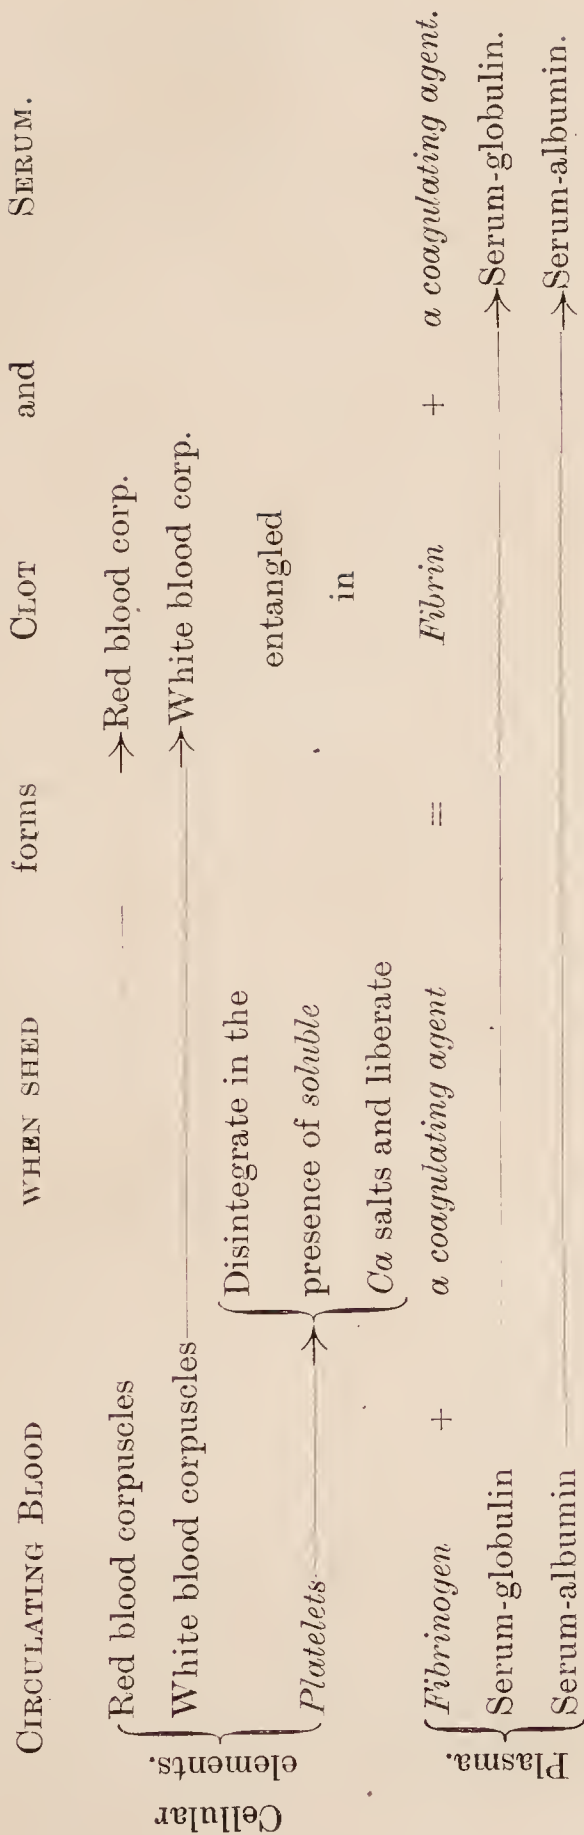 CIRCULATING BLOOD WHEN SHED forms CLOT and SERUM.
Cellular elements.
Red blood corpuscles → Red blood corp.
White blood corpuscles → White blood corp.
Platelets → Disintegrate in the
presence of soluble
Ca salts and liberate
entangled
in
Plasma.
Fibrinogen + a coagulating agent = Fibrin + a coagulating agent.
Serum-globulin → Serum-globulin.
Serum-albumin → Serum-albumin.